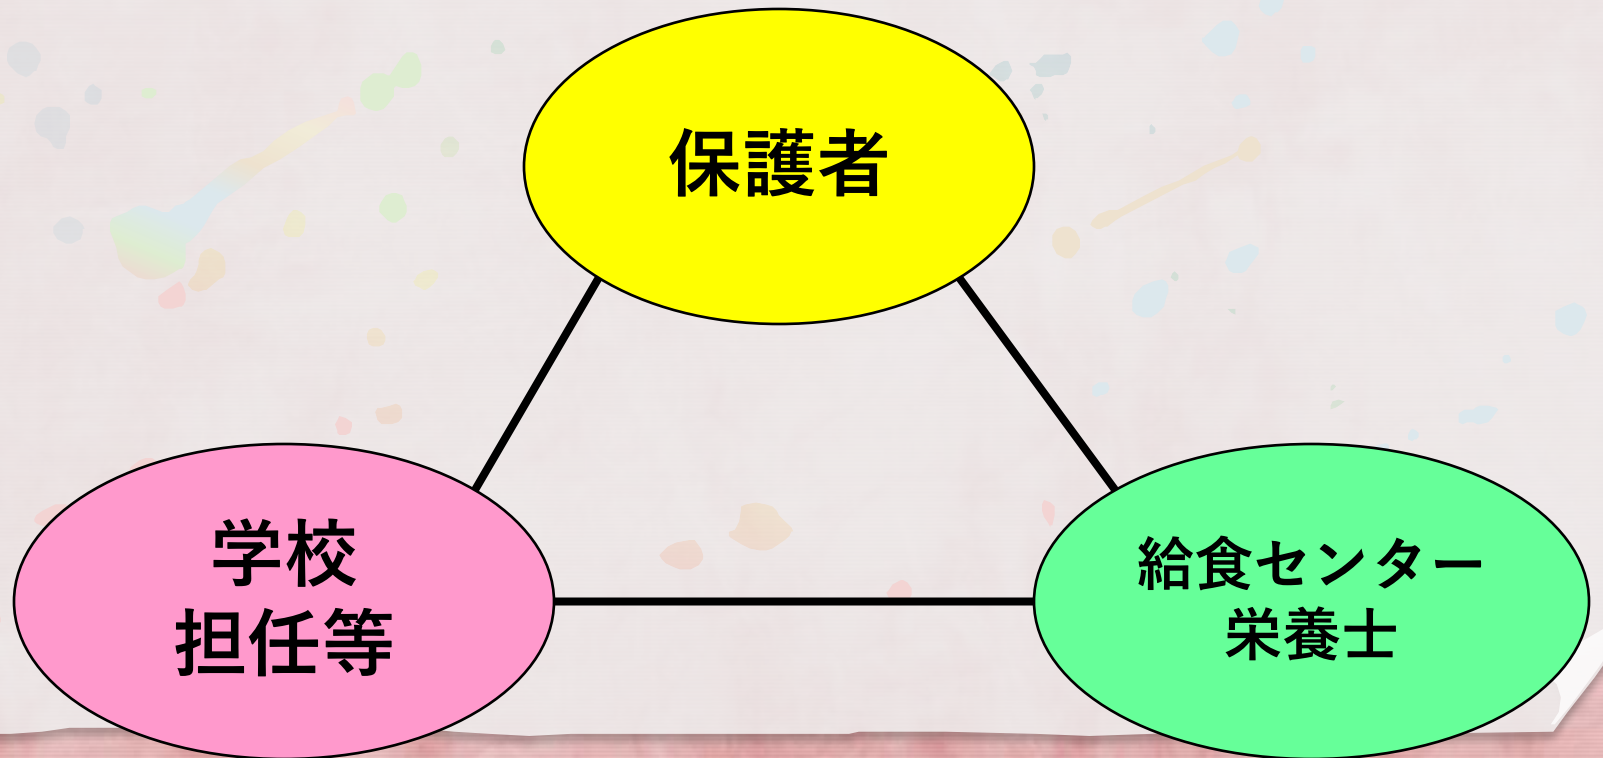 保護者
学校
担任等
給食センター
栄養士